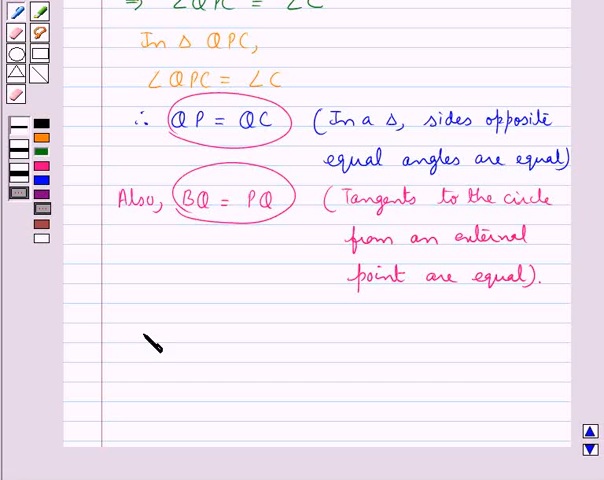 ⇒ ∠QPC = ∠C
In Δ QPC,
∠QPC = ∠C
∴ QP = QC (In a Δ, sides opposite
equal angles are equal)
Also, BQ = PQ (Tangents to the circle
from an external
point are equal).